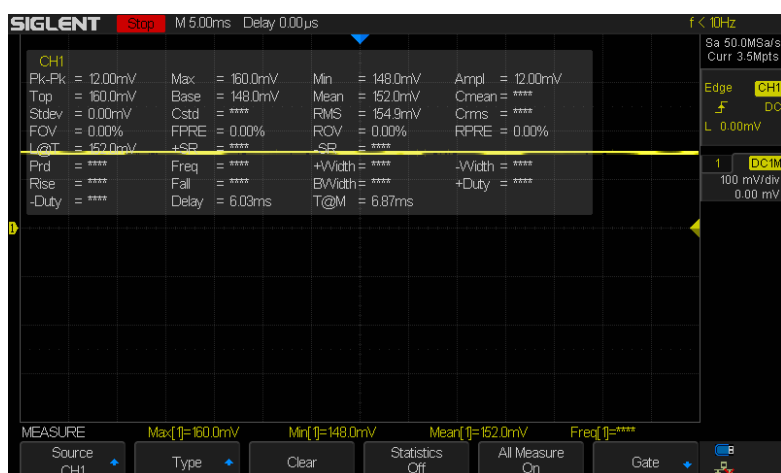 SIGLENT Stop M 5.00ms Delay 0.00µs f < 10Hz
Sa 50.0MSa/s
Curr 3.5Mpts
CH1
Pk-Pk = 12.00mV Max = 160.0mV Min = 148.0mV Ampl = 12.00mV
Top = 160.0mV Base = 148.0mV Mean = 152.0mV Cmean = ****
Stdev = 0.00mV Cstd = **** RMS = 154.9mV Crms = ****
FOV = 0.00% FPRE = 0.00% ROV = 0.00% RPRE = 0.00%
L@T = 152.0mV +SR = **** -SR = ****
Prd = **** Freq = **** +Width = **** -Width = ****
Rise = **** Fall = **** BWidth = **** +Duty = ****
-Duty = **** Delay = 6.03ms T@M = 6.87ms
Edge CH1
DC
L 0.00mV
1 DC1M
100 mV/div
0.00 mV
1
MEASURE Max[1]=160.0mV Min[1]=148.0mV Mean[1]=152.0mV Freq[1]=****
Source CH1
Type
Clear
Statistics Off
All Measure On
Gate